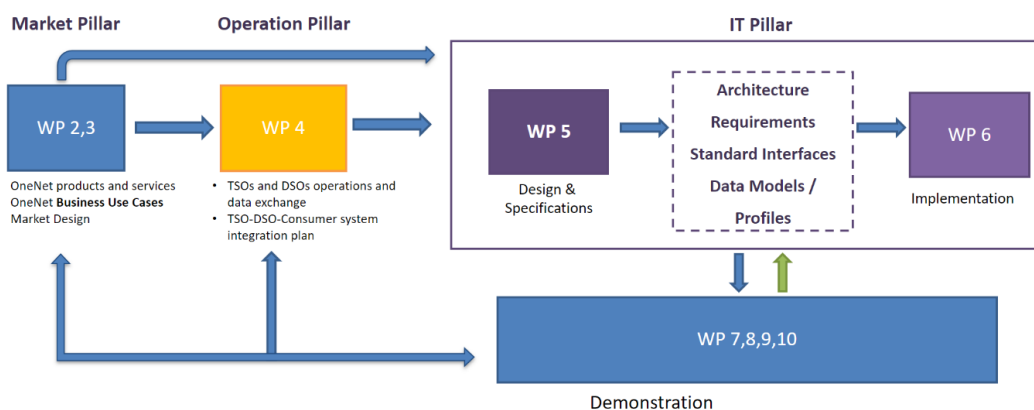 Market Pillar
Operation Pillar
IT Pillar
WP 2,3
OneNet products and services
OneNet Business Use Cases
Market Design
WP 4
• TSOs and DSOs operations and
data exchange
• TSO-DSO-Consumer system
integration plan
WP 5
Design &
Specifications
Architecture
Requirements
Standard Interfaces
Data Models /
Profiles
WP 6
Implementation
WP 7,8,9,10
Demonstration